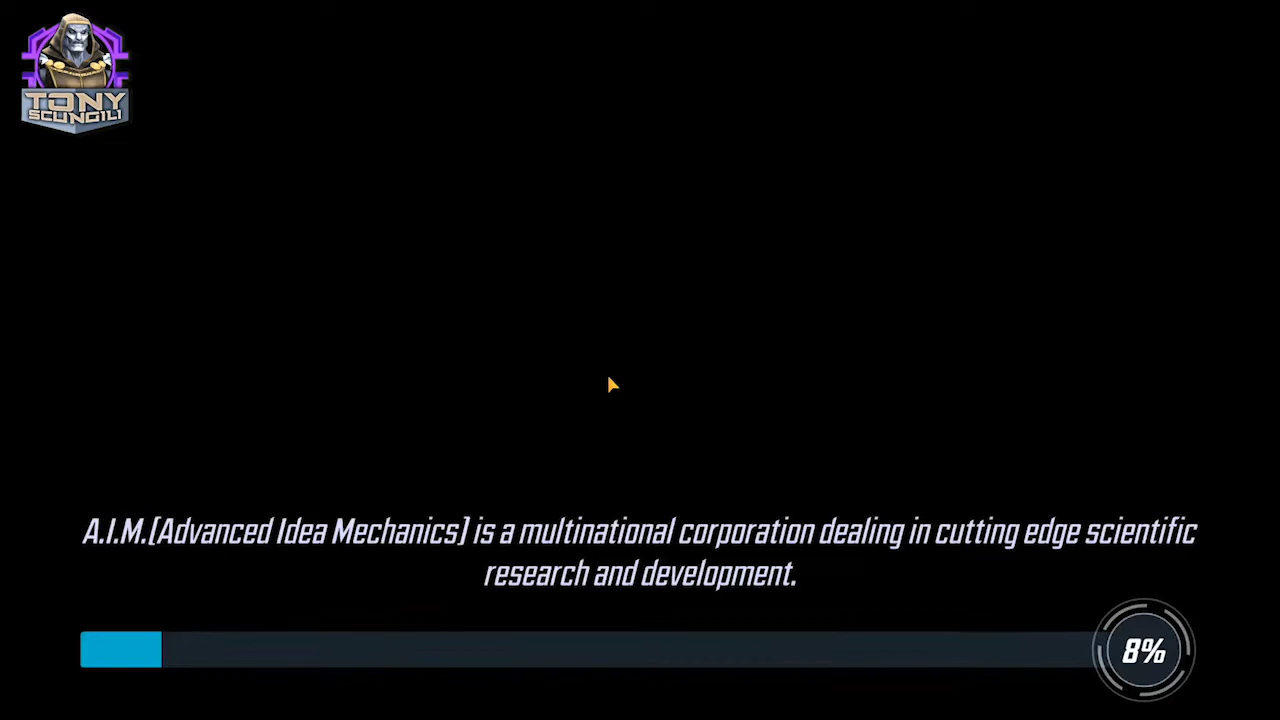 TONY
SCUNGILI
A.I.M.[Advanced Idea Mechanics] is a multinational corporation dealing in cutting edge scientific
research and development.
8%